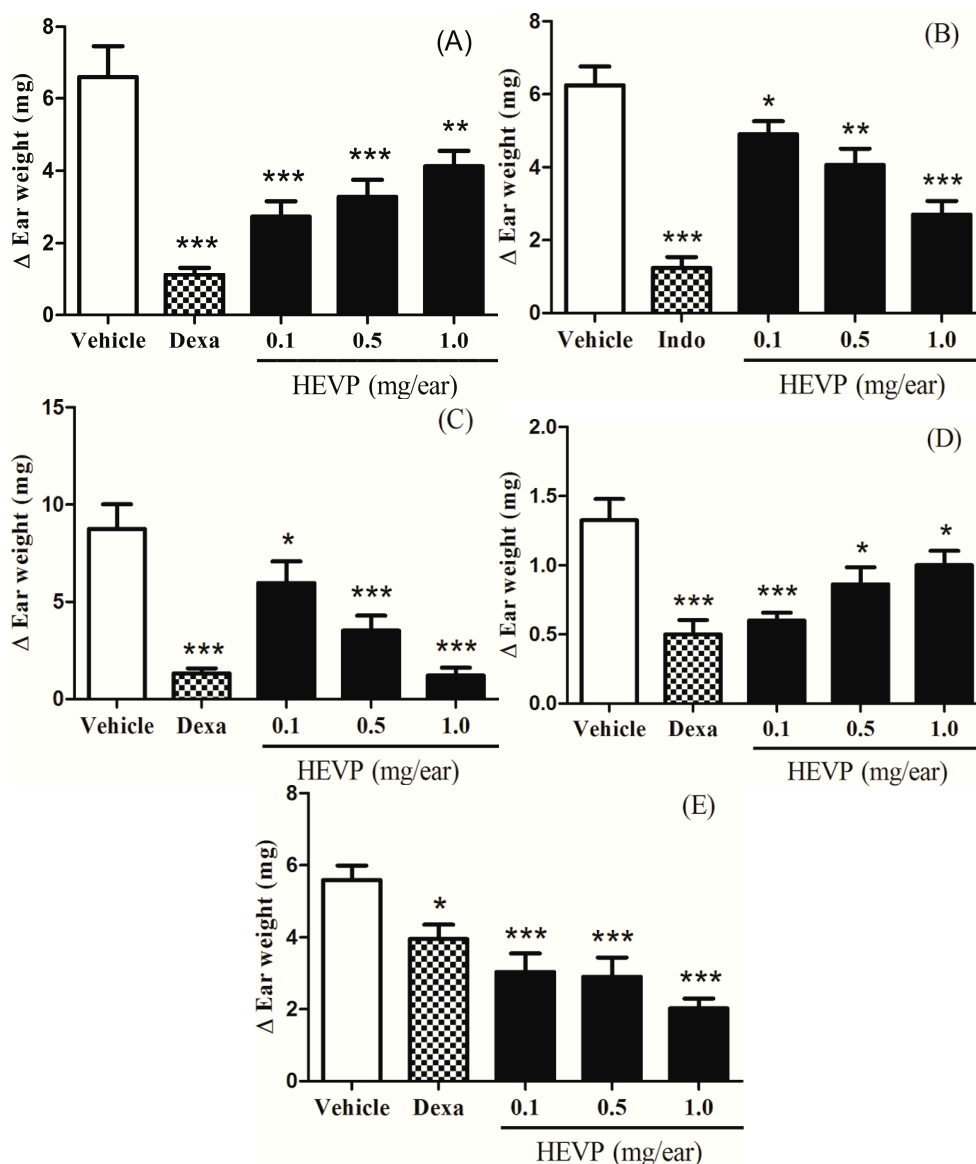 (A)
Δ Ear weight (mg)
8
6
4
2
0
***
***
***
**
Vehicle Dexa 0.1 0.5 1.0
HEVP (mg/ear)
(B)
Δ Ear weight (mg)
8
6
4
2
0
***
*
**
***
Vehicle Indo 0.1 0.5 1.0
HEVP (mg/ear)
(C)
Δ Ear weight (mg)
15
10
5
0
***
*
***
***
Vehicle Dexa 0.1 0.5 1.0
HEVP (mg/ear)
(D)
Δ Ear weight (mg)
2.0
1.5
1.0
0.5
0.0
***
***
*
*
Vehicle Dexa 0.1 0.5 1.0
HEVP (mg/ear)
(E)
Δ Ear weight (mg)
8
6
4
2
0
*
***
***
***
Vehicle Dexa 0.1 0.5 1.0
HEVP (mg/ear)